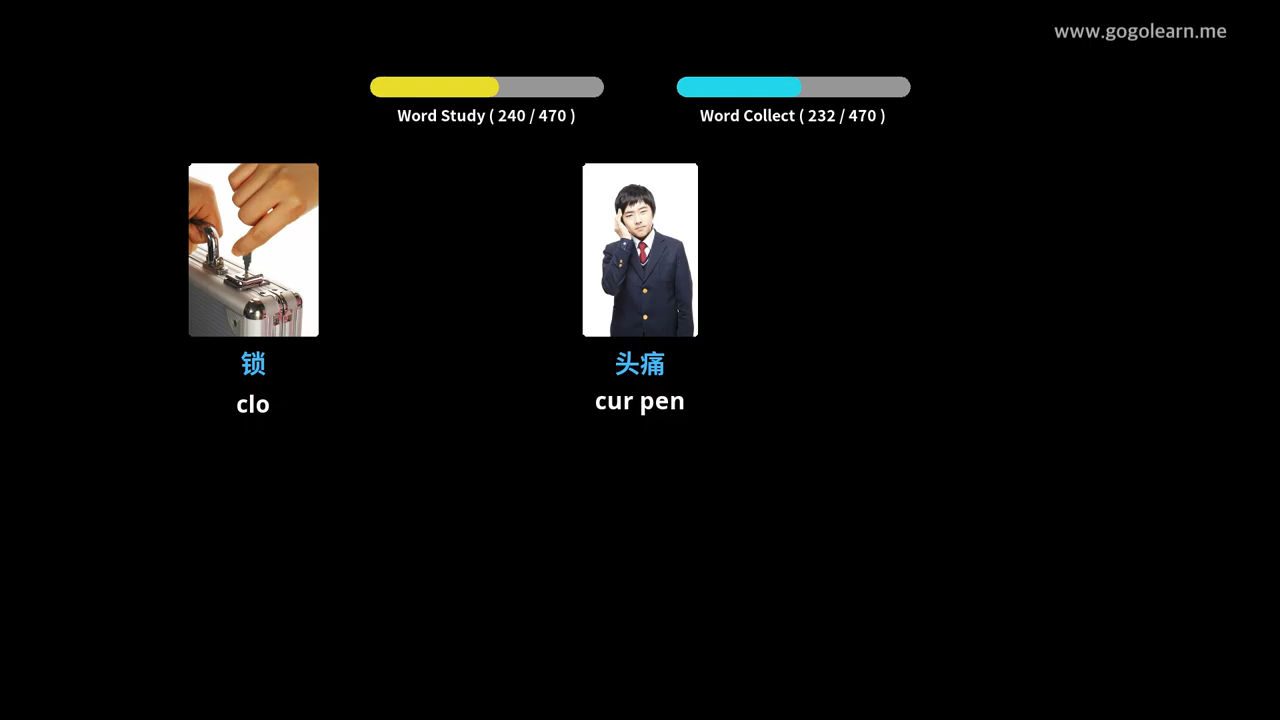 www.gogolearn.me
Word Study ( 240 / 470 )
Word Collect ( 232 / 470 )
锁
clo
头痛
cur pen